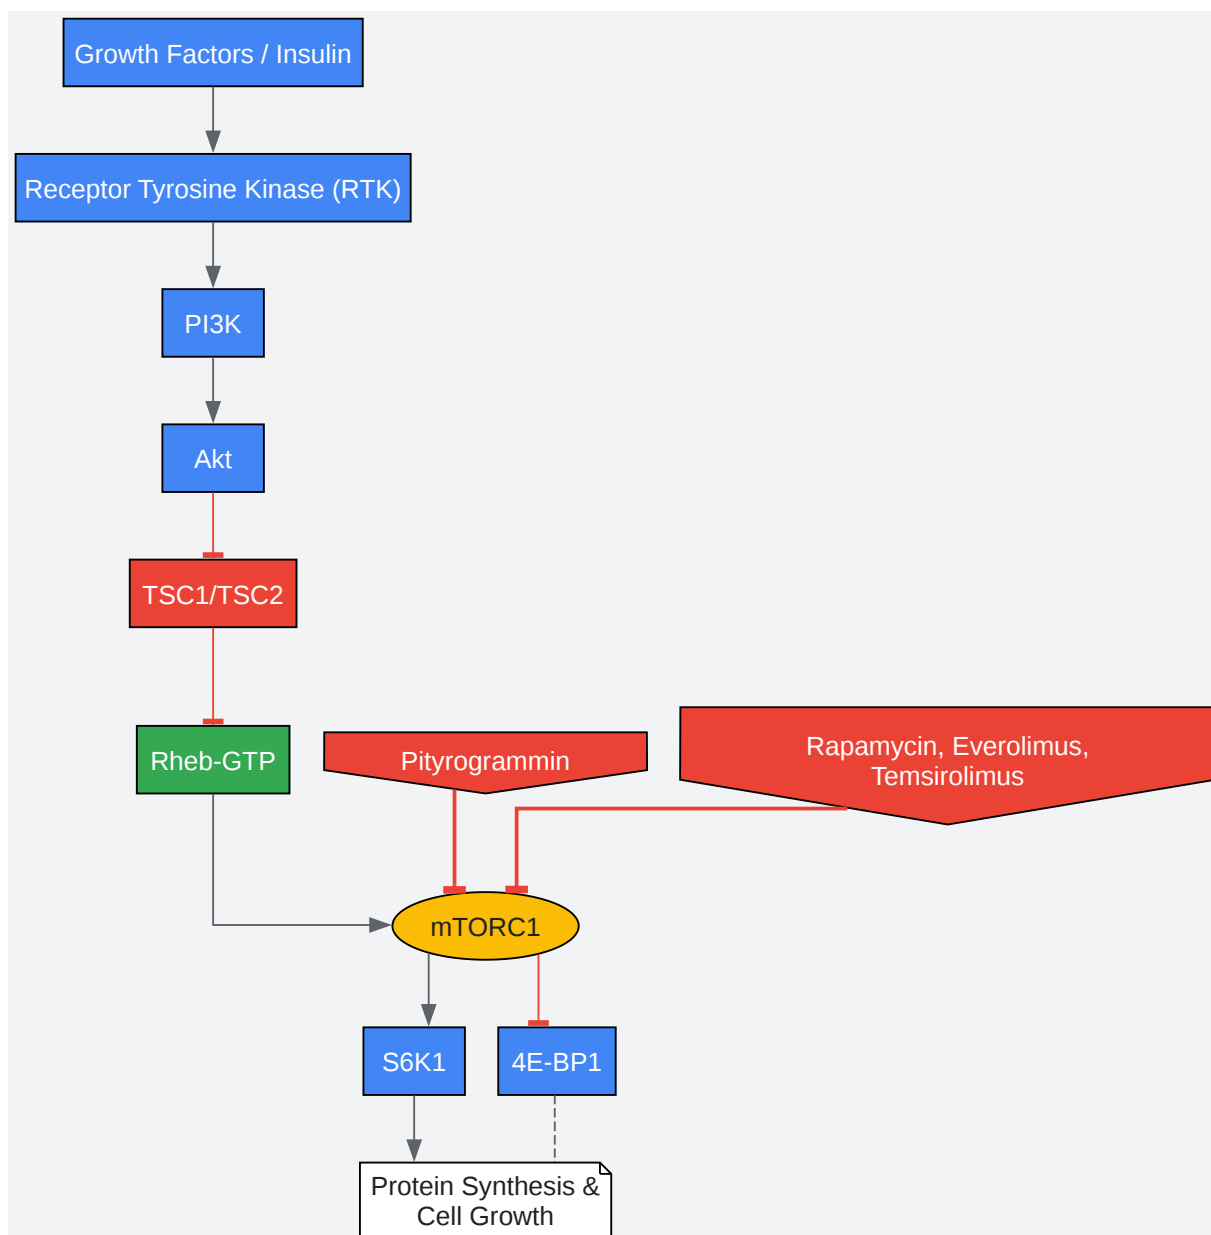 Growth Factors / Insulin
Receptor Tyrosine Kinase (RTK)
PI3K
Akt
TSC1/TSC2
Rheb-GTP
Pityrogrammin
Rapamycin, Everolimus,
Temsirolimus
mTORC1
S6K1
4E-BP1
Protein Synthesis &
Cell Growth